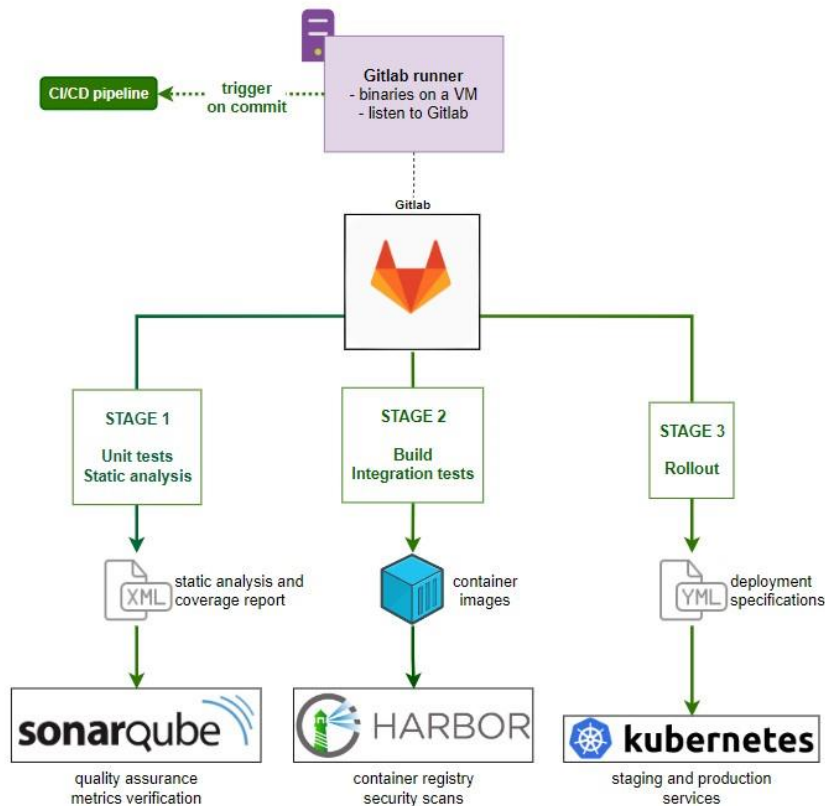 Gitlab runner
- binaries on a VM
- listen to Gitlab
CI/CD pipeline
trigger
on commit
Gitlab
STAGE 1
Unit tests
Static analysis
STAGE 2
Build
Integration tests
STAGE 3
Rollout
XML
static analysis and
coverage report
container
images
YML
deployment
specifications
sonarqube
HARBOR
kubernetes
quality assurance
metrics verification
container registry
security scans
staging and production
services